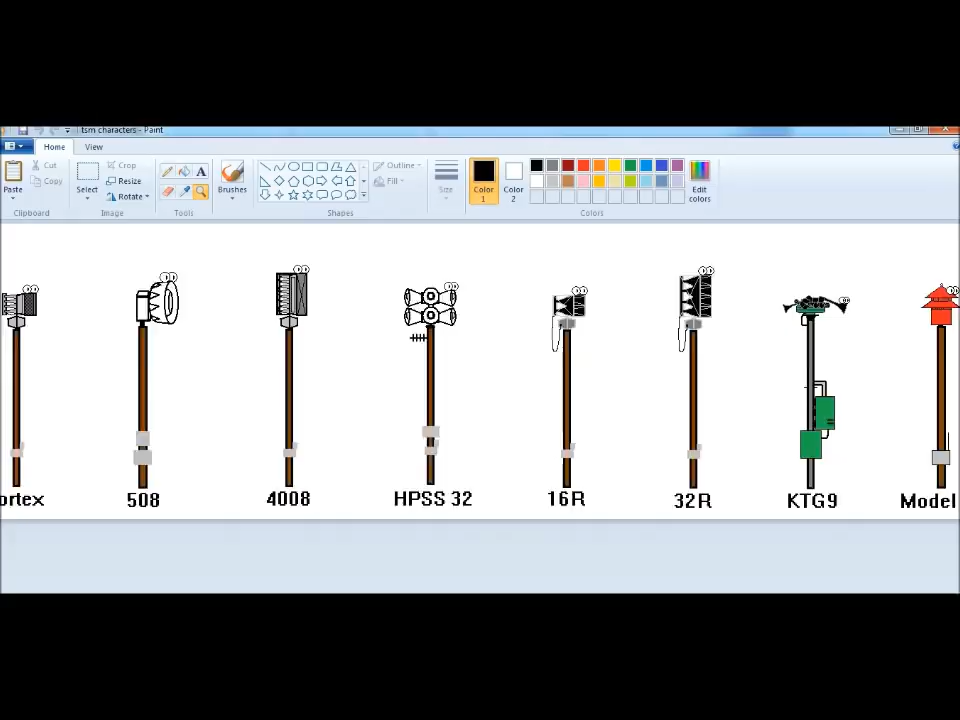 tsm characters - Paint
Home
View
Cut
Copy
Paste
Clipboard
Crop
Resize
Rotate
Select
Image
A
Tools
Brushes
Outline
Fill
Shapes
Size
Color 1
Color 2
Edit colors
Colors
ortex
508
4008
HPSS 32
16R
32R
KTG9
Model